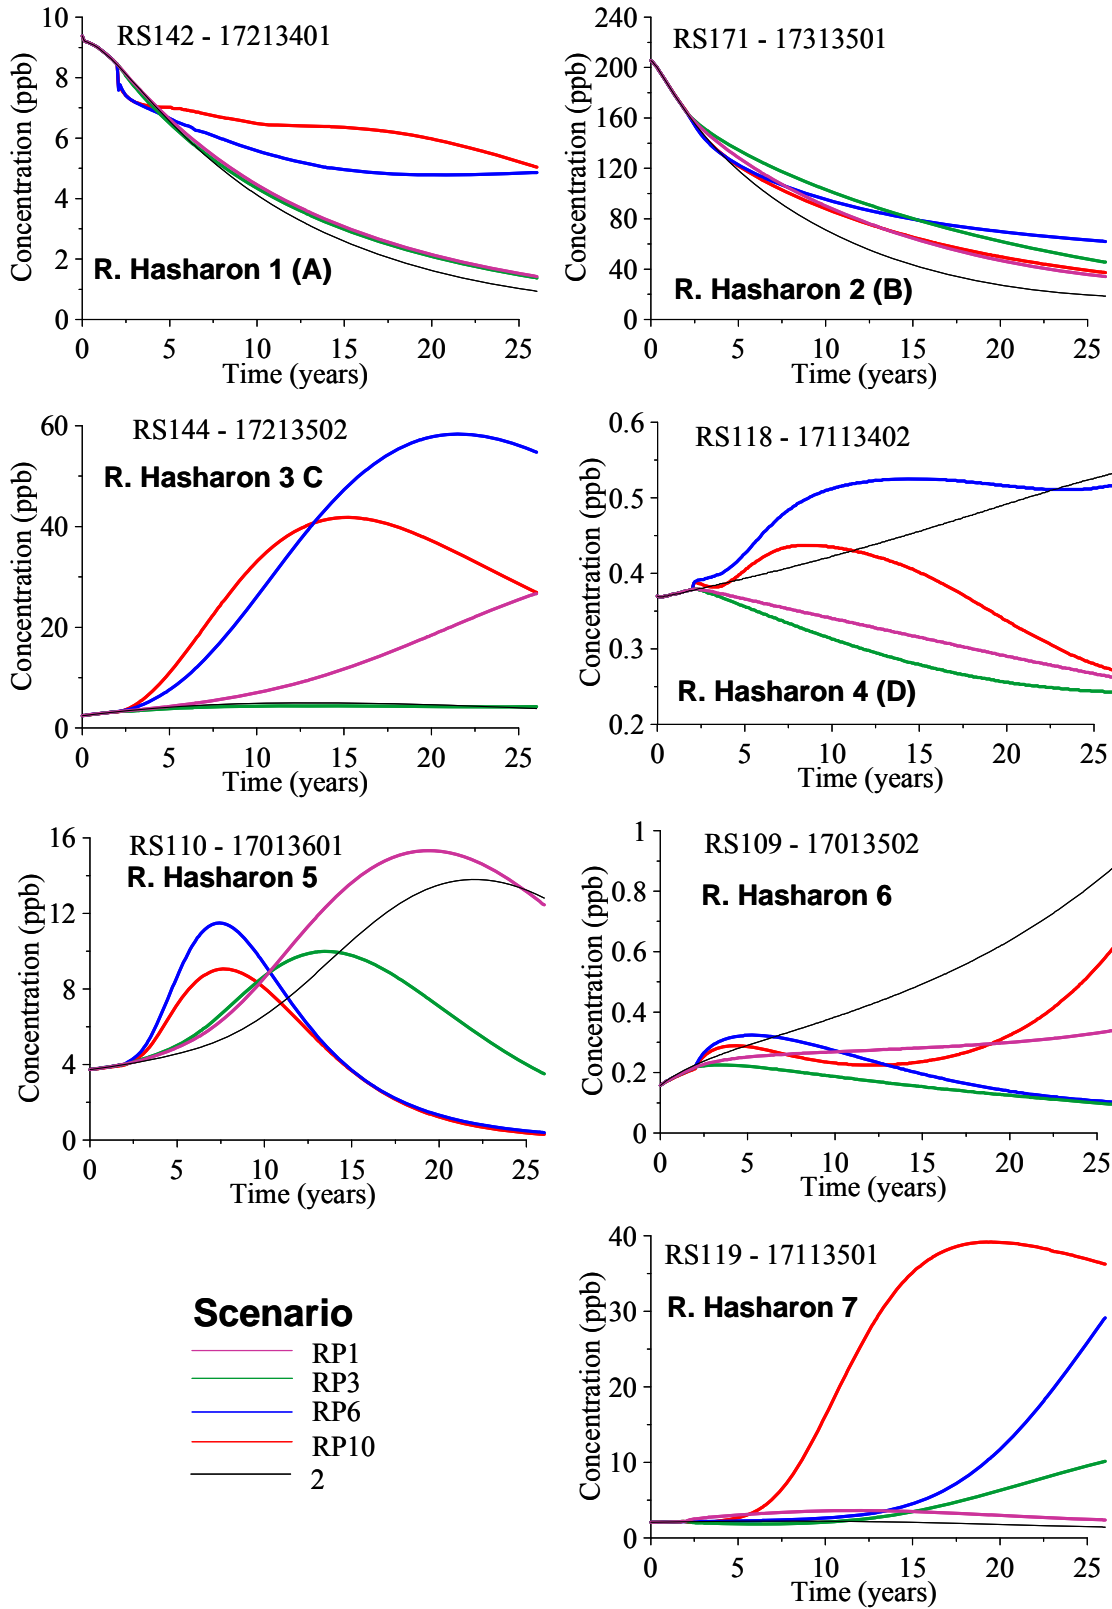 RS142 - 17213401
R. Hasharon 1 (A)
Concentration (ppb)
10
8
6
4
2
0
0 5 10 15 20 25
Time (years)
RS171 - 17313501
R. Hasharon 2 (B)
Concentration (ppb)
240
200
160
120
80
40
0
0 5 10 15 20 25
Time (years)
RS144 - 17213502
R. Hasharon 3 C
Concentration (ppb)
60
40
20
0
0 5 10 15 20 25
Time (years)
RS118 - 17113402
R. Hasharon 4 (D)
Concentration (ppb)
0.6
0.5
0.4
0.3
0.2
0 5 10 15 20 25
Time (years)
RS110 - 17013601
R. Hasharon 5
Concentration (ppb)
16
12
8
4
0
0 5 10 15 20 25
Time (years)
RS109 - 17013502
R. Hasharon 6
Concentration (ppb)
1
0.8
0.6
0.4
0.2
0
0 5 10 15 20 25
Time (years)
Scenario
RP1
RP3
RP6
RP10
2
RS119 - 17113501
R. Hasharon 7
Concentration (ppb)
40
30
20
10
0
0 5 10 15 20 25
Time (years)